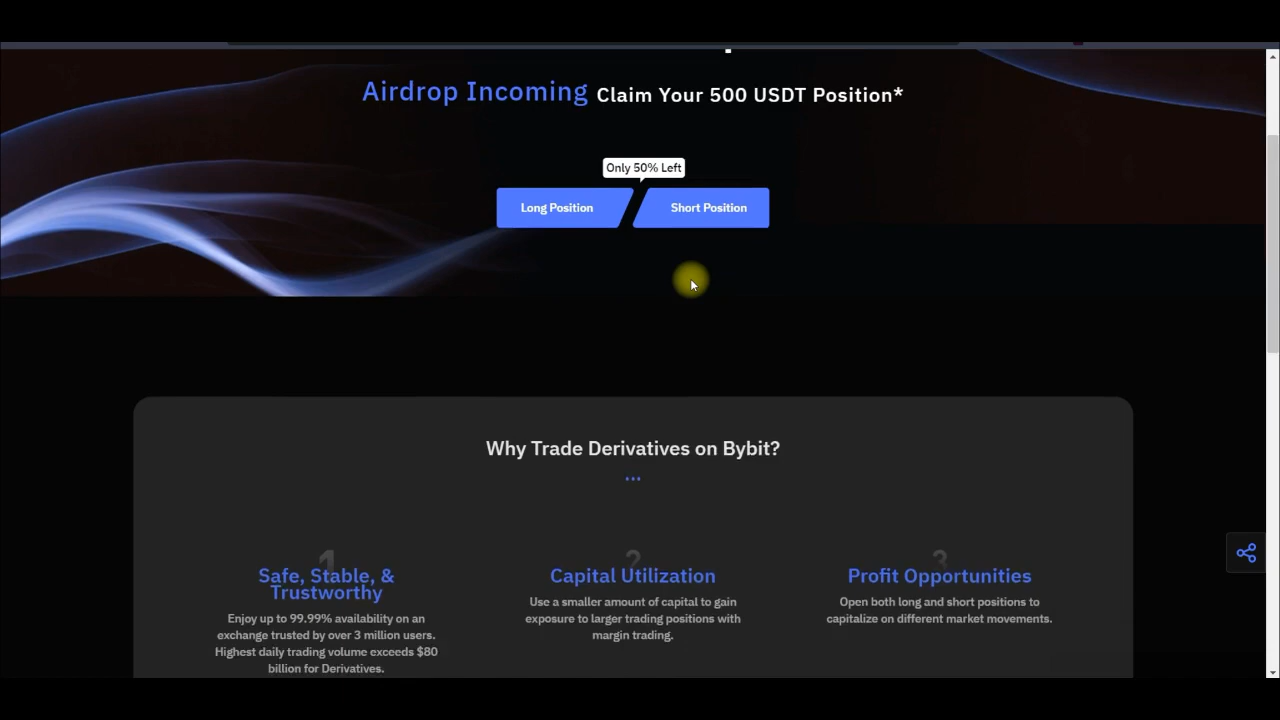 Airdrop Incoming Claim Your 500 USDT Position*
Only 50% Left
Long Position
Short Position
Why Trade Derivatives on Bybit?
1
Safe, Stable, &
Trustworthy
Enjoy up to 99.99% availability on an
exchange trusted by over 3 million users.
Highest daily trading volume exceeds $80
billion for Derivatives.
2
Capital Utilization
Use a smaller amount of capital to gain
exposure to larger trading positions with
margin trading.
3
Profit Opportunities
Open both long and short positions to
capitalize on different market movements.